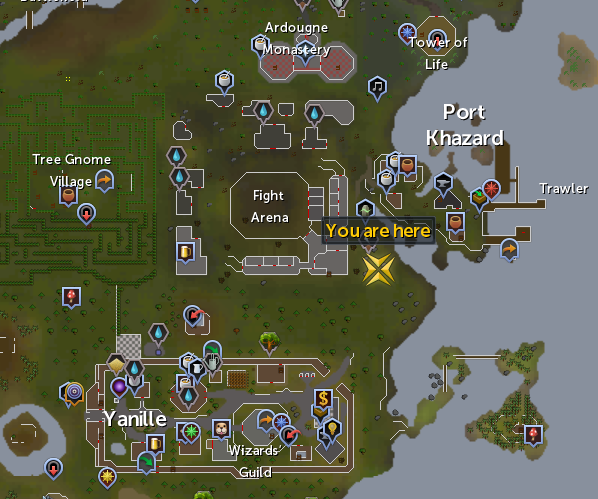 Ardougne
Monastery
Tower of
Life
Port
Khazard
Tree Gnome
Village
Trawler
Fight
Arena
You are here
Yanille
Wizards
Guild